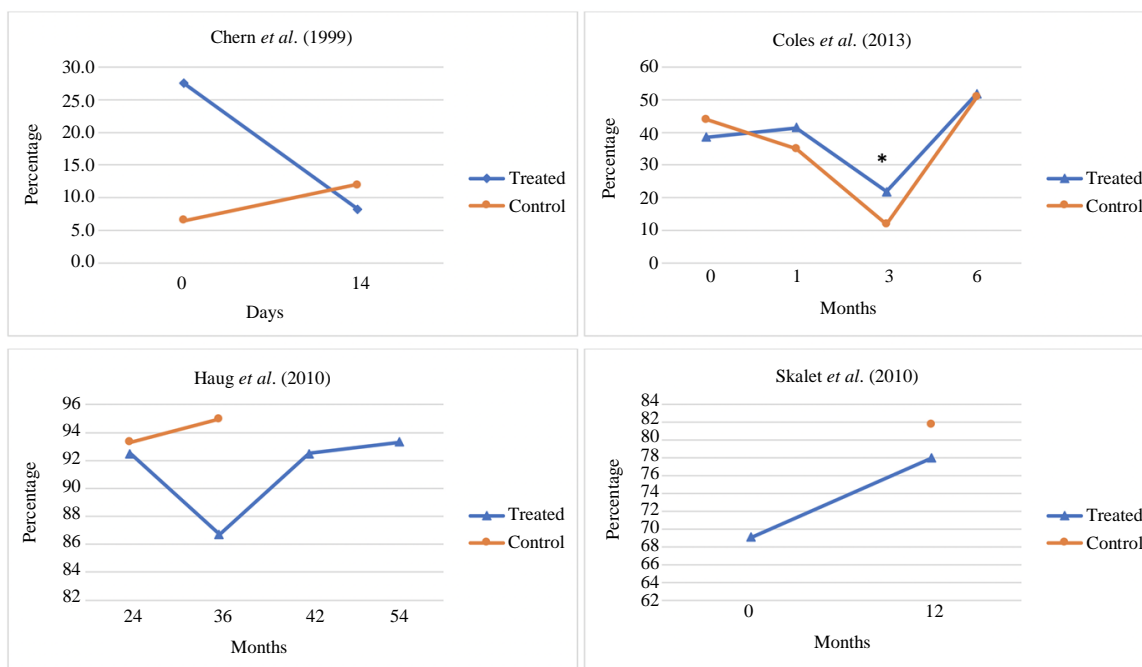 Chern et al. (1999)
30.0
25.0
20.0
15.0
10.0
5.0
0.0
Percentage
0 14
Days
Treated
Control
Coles et al. (2013)
60
50
40
30
20
10
0
Percentage
*
0 1 3 6
Months
Treated
Control
Haug et al. (2010)
96
94
92
90
88
86
84
82
Percentage
24 36 42 54
Months
Treated
Control
Skalet et al. (2010)
84
82
80
78
76
74
72
70
68
66
64
62
Percentage
0 12
Months
Treated
Control